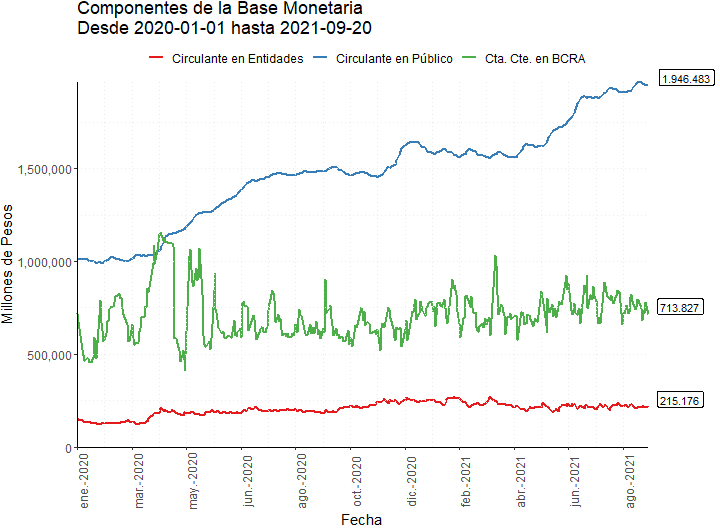 Componentes de la Base Monetaria
Desde 2020-01-01 hasta 2021-09-20
Circulante en Entidades Circulante en Público Cta. Cte. en BCRA
1.946.483
1,500,000
1,000,000
713.827
500,000
215.176
0
Millones de Pesos
ene.-2020 mar.-2020 may.-2020 jun.-2020 ago.-2020 oct.-2020 dic.-2020 feb.-2021 abr.-2021 jun.-2021 ago.-2021
Fecha